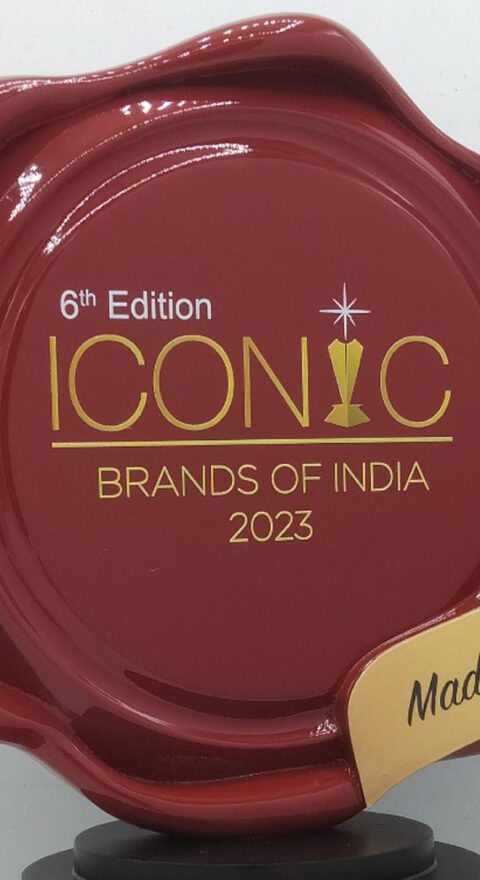 6th Edition
ICONIC
BRANDS OF INDIA
2023
Mad